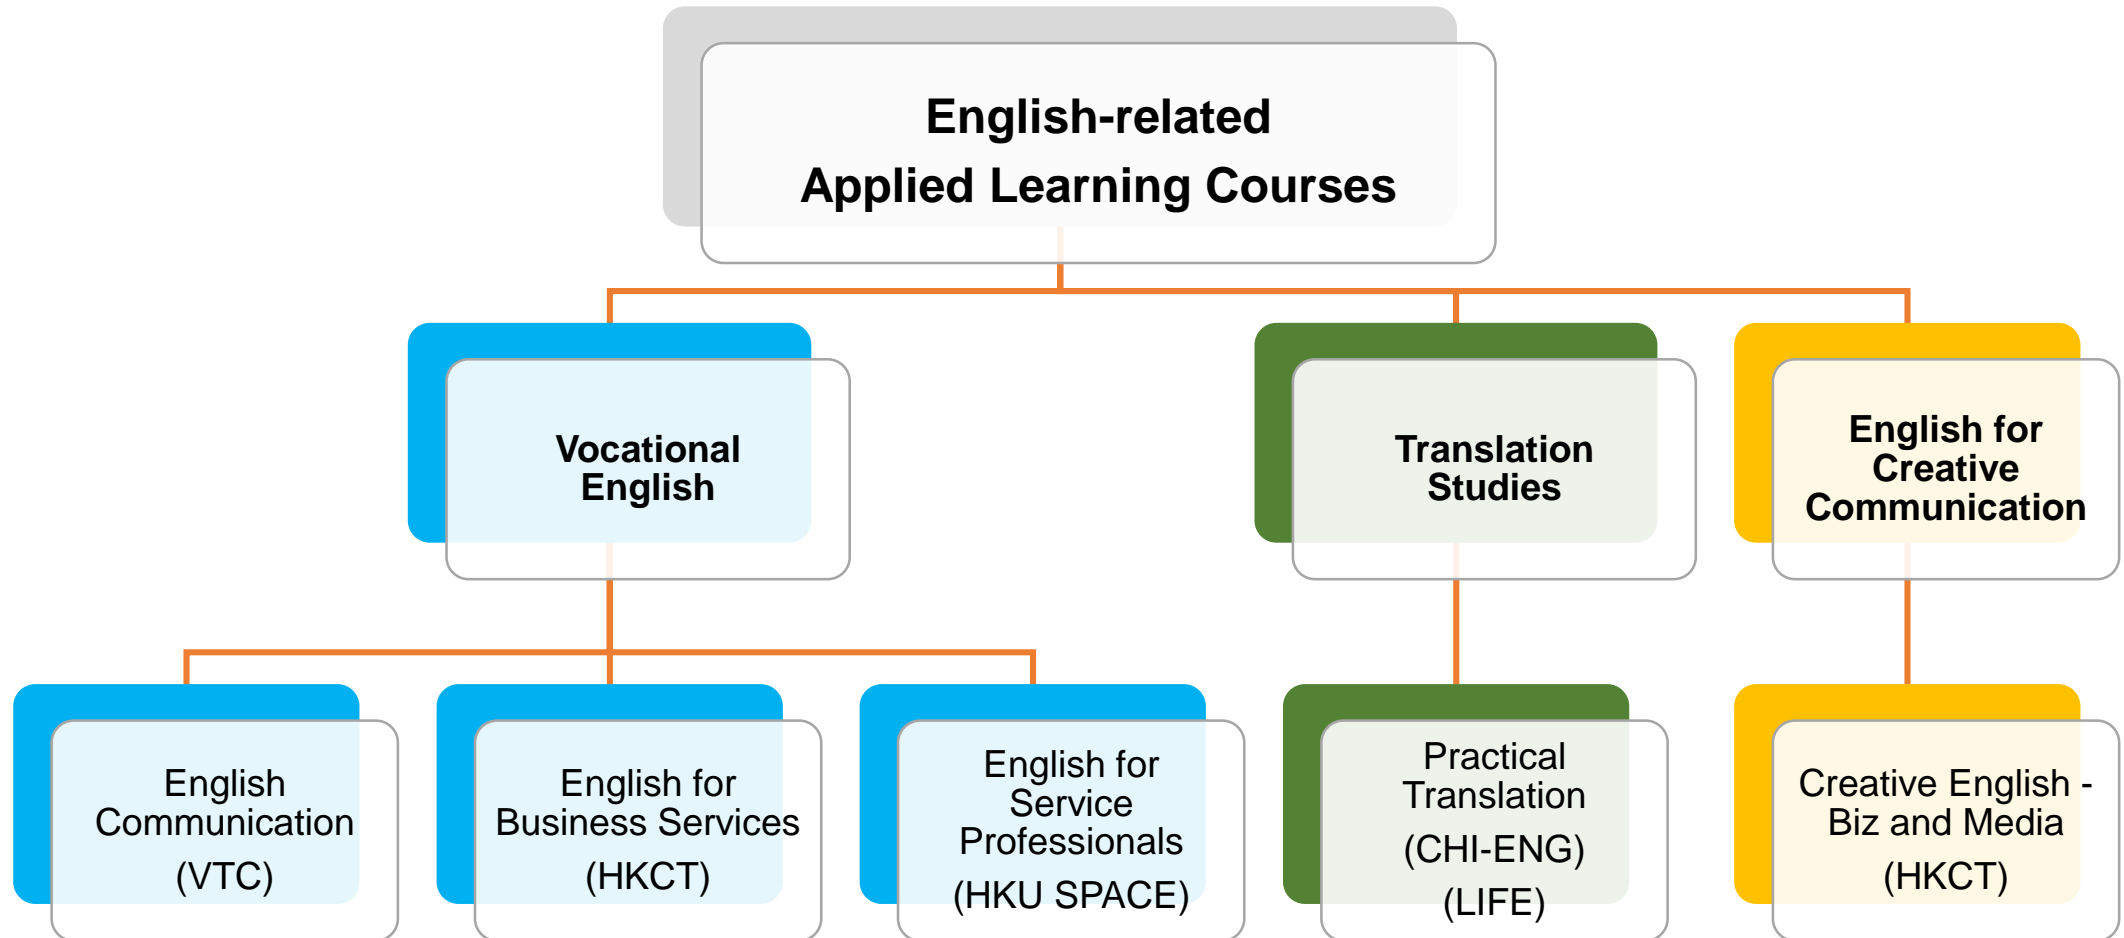 English-related
Applied Learning Courses
Vocational
English
Translation
Studies
English for
Creative
Communication
English
Communication
(VTC)
English for
Business Services
(HKCT)
English for
Service
Professionals
(HKU SPACE)
Practical
Translation
(CHI-ENG)
(LIFE)
Creative English -
Biz and Media
(HKCT)